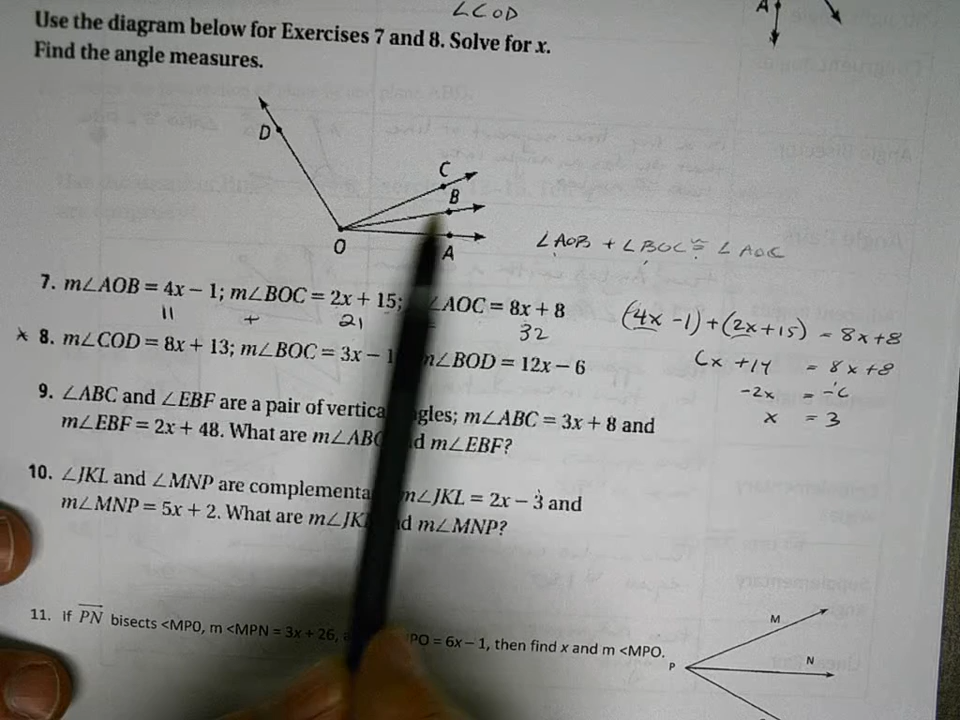 ∠COD
Use the diagram below for Exercises 7 and 8. Solve for x.
Find the angle measures.
A
D
C
B
O
A
∠AOB + ∠BOC ≅ ∠AOC
7. m∠AOB = 4x − 1; m∠BOC = 2x + 15; ∠AOC = 8x + 8
11 + 21 = 32
(4x −1)+(2x+15) = 8x+8
6x +14 = 8x+8
-2x = -6
x = 3
* 8. m∠COD = 8x + 13; m∠BOC = 3x − 1 m∠BOD = 12x − 6
9. ∠ABC and ∠EBF are a pair of vertica gles; m∠ABC = 3x + 8 and
m∠EBF = 2x + 48. What are m∠ABC d m∠EBF?
10. ∠JKL and ∠MNP are complementa m∠JKL = 2x − 3 and
m∠MNP = 5x + 2. What are m∠JK d m∠MNP?
11. If PN bisects <MPO, m <MPN = 3x + 26, PO = 6x – 1, then find x and m <MPO.
M
N
P